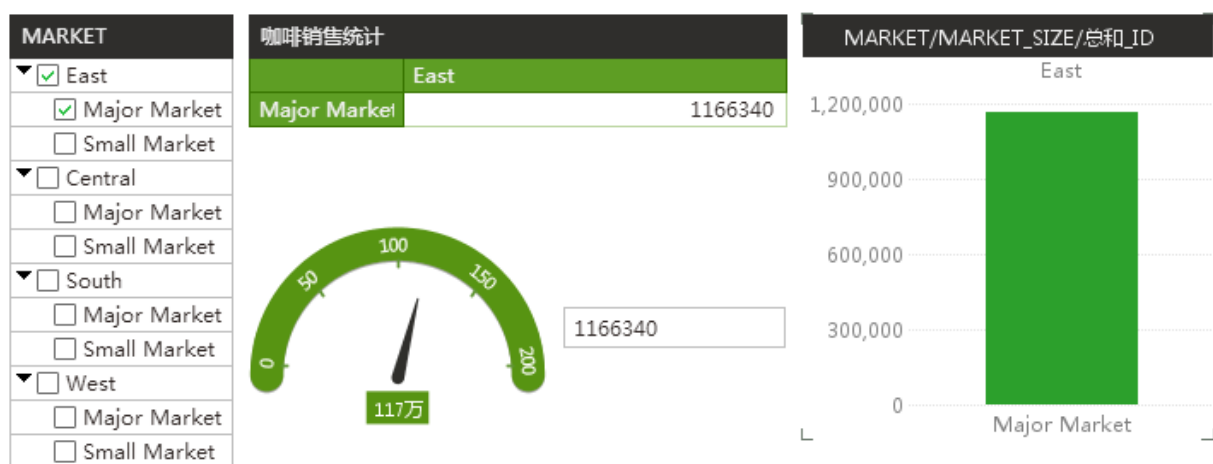 MARKET
East
Major Market
Small Market
Central
Major Market
Small Market
South
Major Market
Small Market
West
Major Market
Small Market
咖啡销售统计
East
Major Market 1166340
0
50
100
150
200
117万
1166340
MARKET/MARKET_SIZE/总和_ID
East
1,200,000
900,000
600,000
300,000
0
Major Market